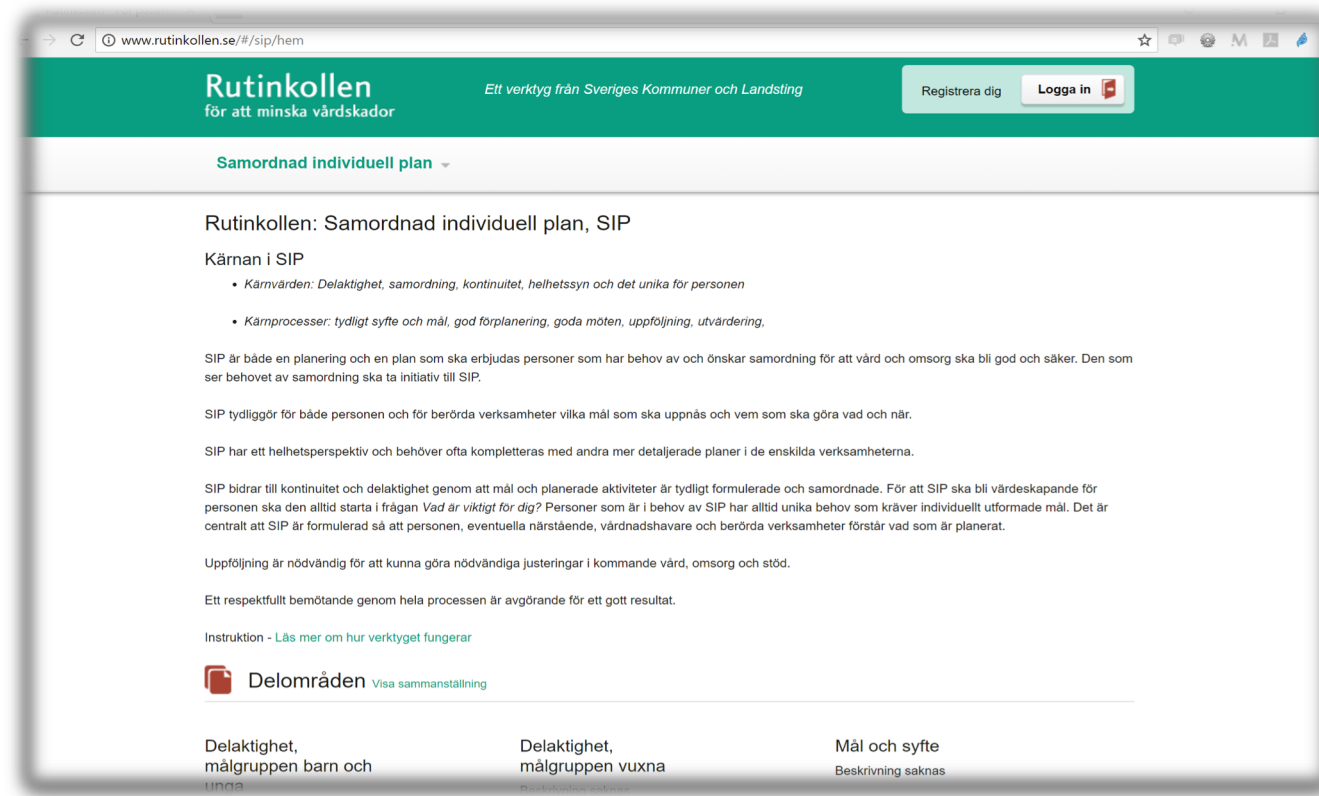 www.rutinkollen.se/#/sip/hem
Rutinkollen
för att minska vårdskador
Ett verktyg från Sveriges Kommuner och Landsting
Registrera dig
Logga in
Samordnad individuell plan
Rutinkollen: Samordnad individuell plan, SIP
Kärnan i SIP
• Kärnvärden: Delaktighet, samordning, kontinuitet, helhetssyn och det unika för personen
• Kärnprocesser: tydligt syfte och mål, god förplanering, goda möten, uppföljning, utvärdering,
SIP är både en planering och en plan som ska erbjudas personer som har behov av och önskar samordning för att vård och omsorg ska bli god och säker. Den som
ser behovet av samordning ska ta initiativ till SIP.
SIP tydliggör för både personen och för berörda verksamheter vilka mål som ska uppnås och vem som ska göra vad och när.
SIP har ett helhetsperspektiv och behöver ofta kompletteras med andra mer detaljerade planer i de enskilda verksamheterna.
SIP bidrar till kontinuitet och delaktighet genom att mål och planerade aktiviteter är tydligt formulerade och samordnade. För att SIP ska bli värdeskapande för
personen ska den alltid starta i frågan Vad är viktigt för dig? Personer som är i behov av SIP har alltid unika behov som kräver individuellt utformade mål. Det är
centralt att SIP är formulerad så att personen, eventuella närstående, vårdnadshavare och berörda verksamheter förstår vad som är planerat.
Uppföljning är nödvändig för att kunna göra nödvändiga justeringar i kommande vård, omsorg och stöd.
Ett respektfullt bemötande genom hela processen är avgörande för ett gott resultat.
Instruktion - Läs mer om hur verktyget fungerar
Delområden Visa sammanställning
Delaktighet,
målgruppen barn och
unga
Delaktighet,
målgruppen vuxna
Beskrivning saknas
Mål och syfte
Beskrivning saknas